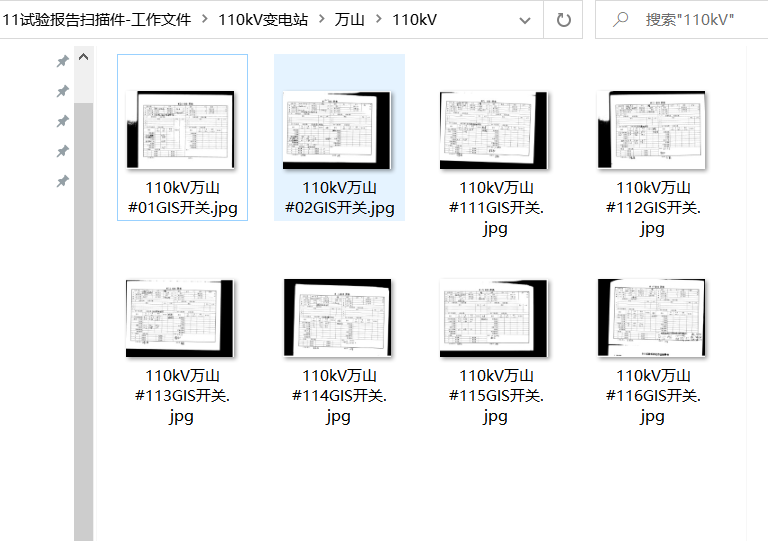 11试验报告扫描件-工作文件 > 110kV变电站 > 万山 > 110kV
搜索"110kV"
110kV万山
#01GIS开关.jpg
110kV万山
#02GIS开关.jpg
110kV万山
#111GIS开关.
jpg
110kV万山
#112GIS开关.
jpg
110kV万山
#113GIS开关.
jpg
110kV万山
#114GIS开关.
jpg
110kV万山
#115GIS开关.
jpg
110kV万山
#116GIS开关.
jpg